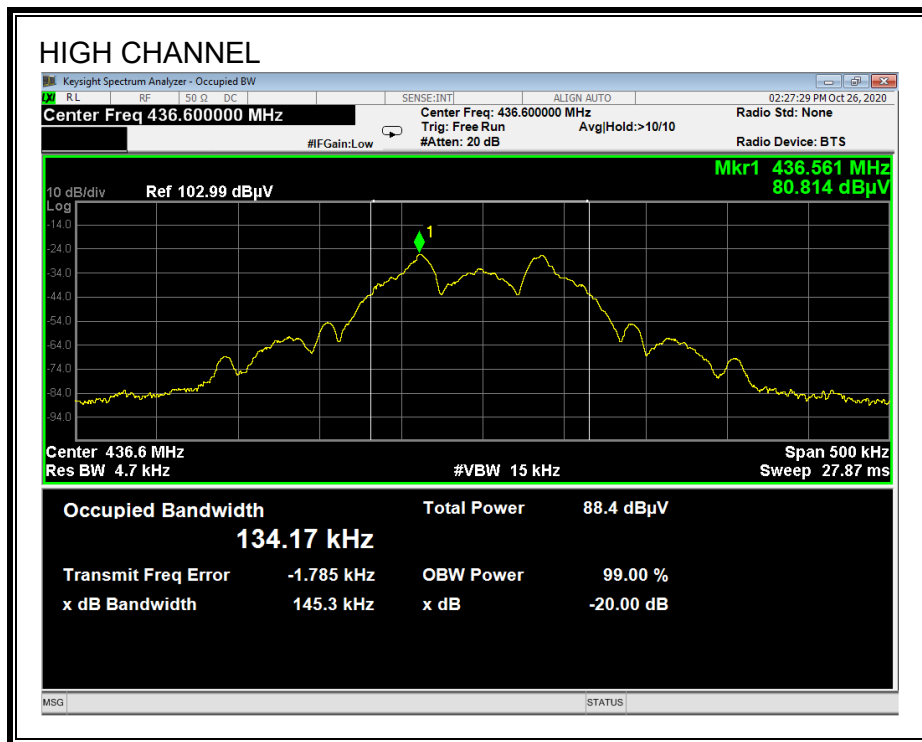 HIGH CHANNEL
Keysight Spectrum Analyzer - Occupied BW
LXI RL RF 50 Ω DC SENSE:INT ALIGN AUTO 02:27:29 PM Oct 26, 2020
Center Freq 436.600000 MHz Center Freq: 436.600000 MHz Radio Std: None
Trig: Free Run Avg|Hold:>10/10
#IFGain:Low #Atten: 20 dB Radio Device: BTS
Mkr1 436.561 MHz
10 dB/div Ref 102.99 dBµV 80.814 dBµV
Log
-14.0
1
-24.0
-34.0
-44.0
-54.0
-64.0
-74.0
-84.0
-94.0
Center 436.6 MHz Span 500 kHz
Res BW 4.7 kHz #VBW 15 kHz Sweep 27.87 ms
Occupied Bandwidth Total Power 88.4 dBµV
134.17 kHz
Transmit Freq Error -1.785 kHz OBW Power 99.00 %
x dB Bandwidth 145.3 kHz x dB -20.00 dB
MSG STATUS